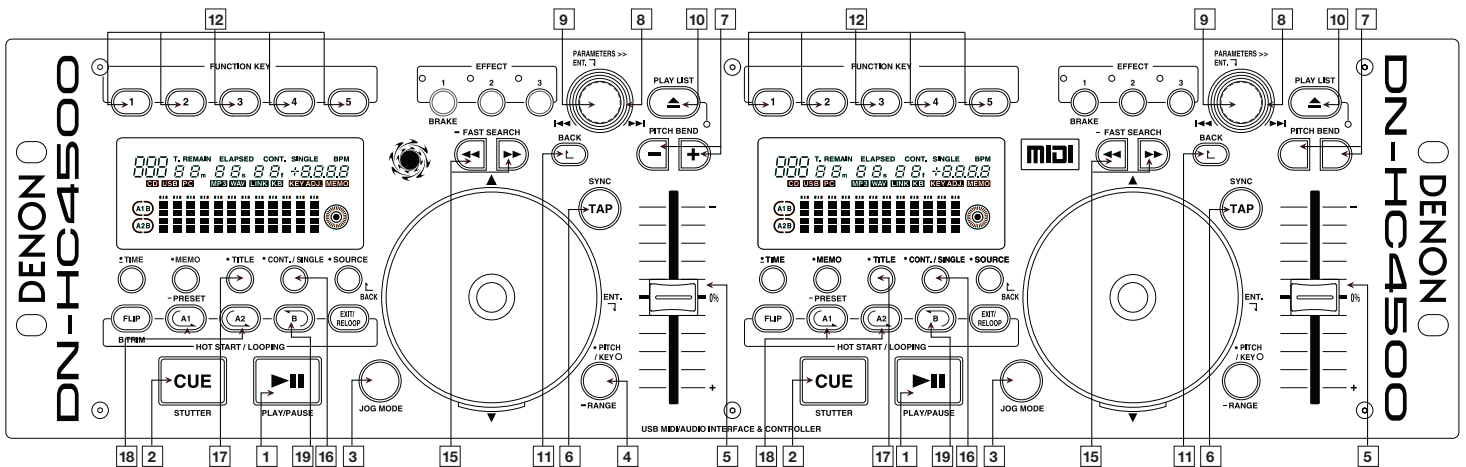 12 9 8 10 7 12 9 8 10 7
DENON
DN-HC4500
FUNCTION KEY
1 2 3 4 5
EFFECT
1 2 3
BRAKE
PARAMETERS >>
ENT.
PLAY LIST
PITCH BEND
− +
− FAST SEARCH
BACK
000 T. REMAIN ELAPSED CONT. SINGLE BPM
m s f
CD USB PC MP3 WAV LINK KB KEY ADJ. MEMO
A1 B
A2 B
SYNC
TAP
± TIME
• MEMO
• TITLE
• CONT. / SINGLE
• SOURCE
BACK
− PRESET
FLIP
A1
A2
B
EXIT/
RELOOP
B TRIM
HOT START / LOOPING
CUE
STUTTER
PLAY/PAUSE
JOG MODE
ENT.
−
0%
+
• PITCH
/ KEY
− RANGE
USB MIDI/AUDIO INTERFACE & CONTROLLER
FUNCTION KEY
1 2 3 4 5
EFFECT
1 2 3
BRAKE
PARAMETERS >>
ENT.
PLAY LIST
PITCH BEND
MIDI
− FAST SEARCH
BACK
000 T. REMAIN ELAPSED CONT. SINGLE BPM
m s f
CD USB PC MP3 WAV LINK KB KEY ADJ. MEMO
A1 B
A2 B
SYNC
TAP
± TIME
• MEMO
• TITLE
• CONT. / SINGLE
• SOURCE
BACK
− PRESET
FLIP
A1
A2
B
EXIT/
RELOOP
HOT START / LOOPING
CUE
STUTTER
PLAY/PAUSE
JOG MODE
ENT.
−
0%
+
• PITCH
/ KEY
− RANGE
DENON
DN-HC4500
18 2 17 1 19 16 3 15 11 6 4 5 18 2 17 1 19 16 3 15 11 6 5